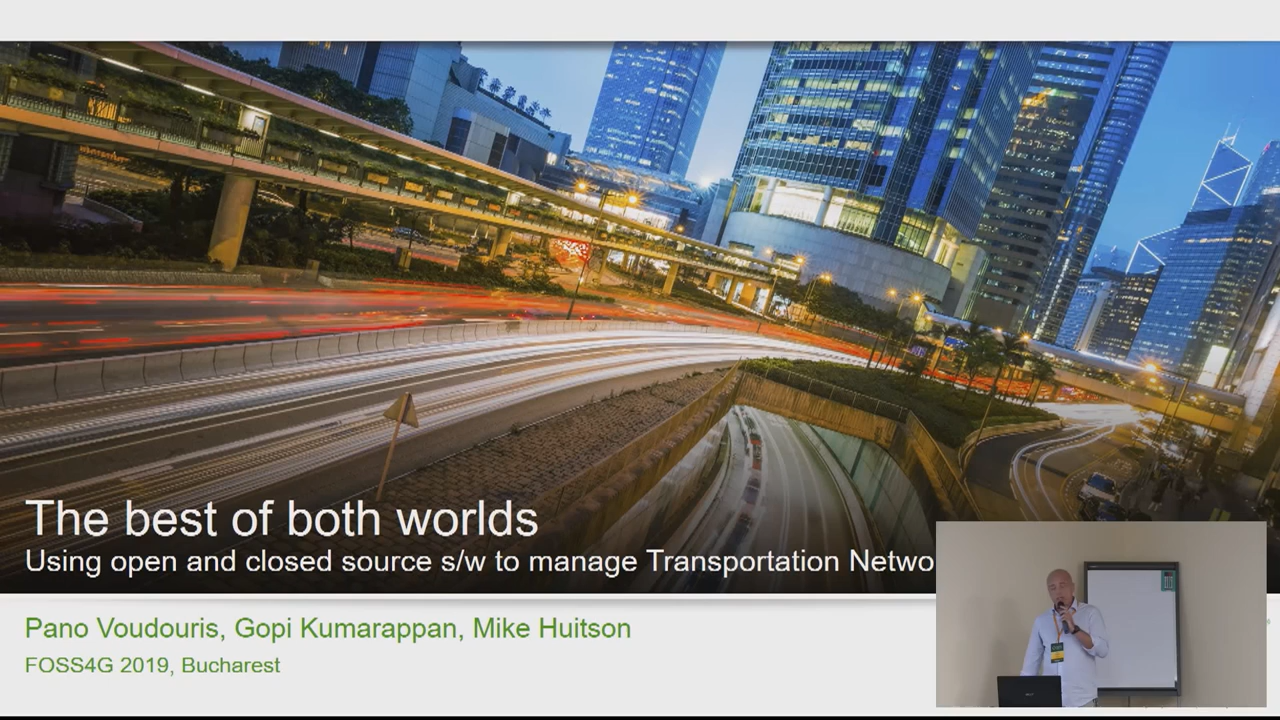 The best of both worlds
Using open and closed source s/w to manage Transportation Netwo
Pano Voudouris, Gopi Kumarappan, Mike Huitson
FOSS4G 2019, Bucharest